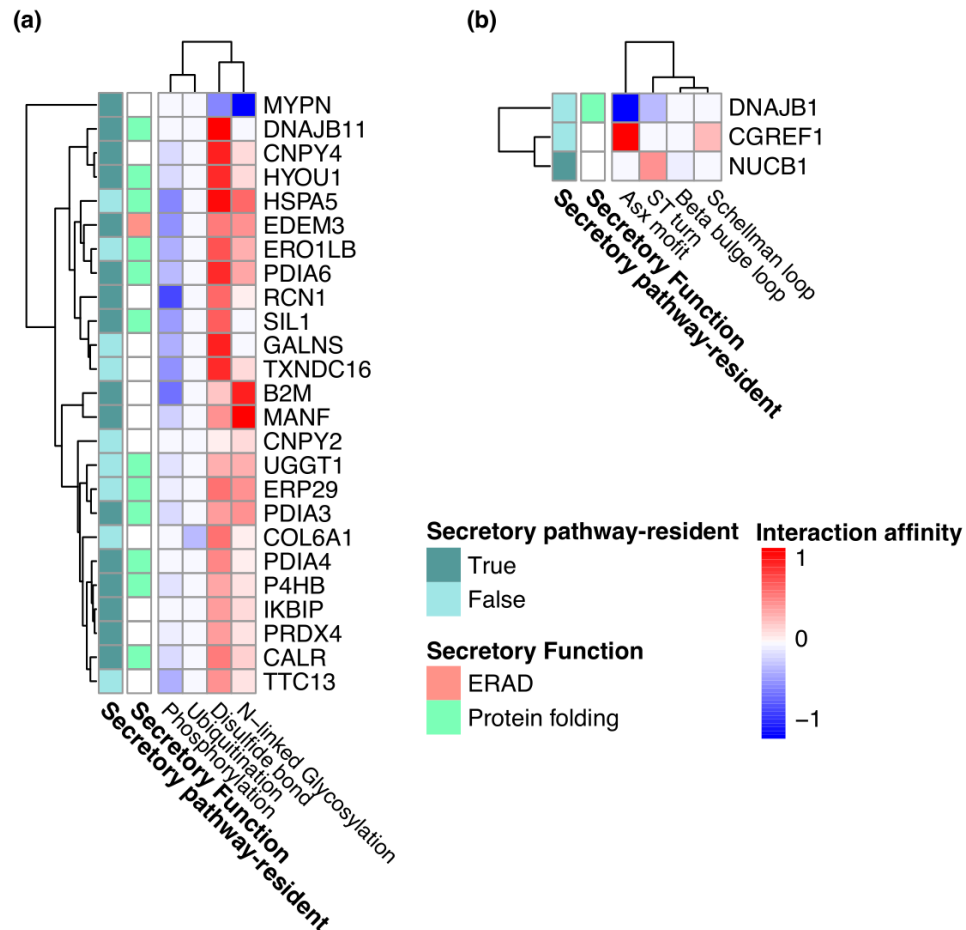 (a)
MYPN
DNAJB11
CNPY4
HYOU1
HSPA5
EDEM3
ERO1LB
PDIA6
RCN1
SIL1
GALNS
TXNDC16
B2M
MANF
CNPY2
UGGT1
ERP29
PDIA3
COL6A1
PDIA4
P4HB
IKBIP
PRDX4
CALR
TTC13
Secretory pathway-resident
Secretory Function
Phosphorylation
Ubiquitination
Disulfide bond
N-linked Glycosylation
(b)
DNAJB1
CGREF1
NUCB1
Secretory pathway-resident
Secretory Function
Asx mofit
ST turn
Beta bulge loop
Schellman loop
Secretory pathway-resident
True
False
Secretory Function
ERAD
Protein folding
Interaction affinity
1
0
-1